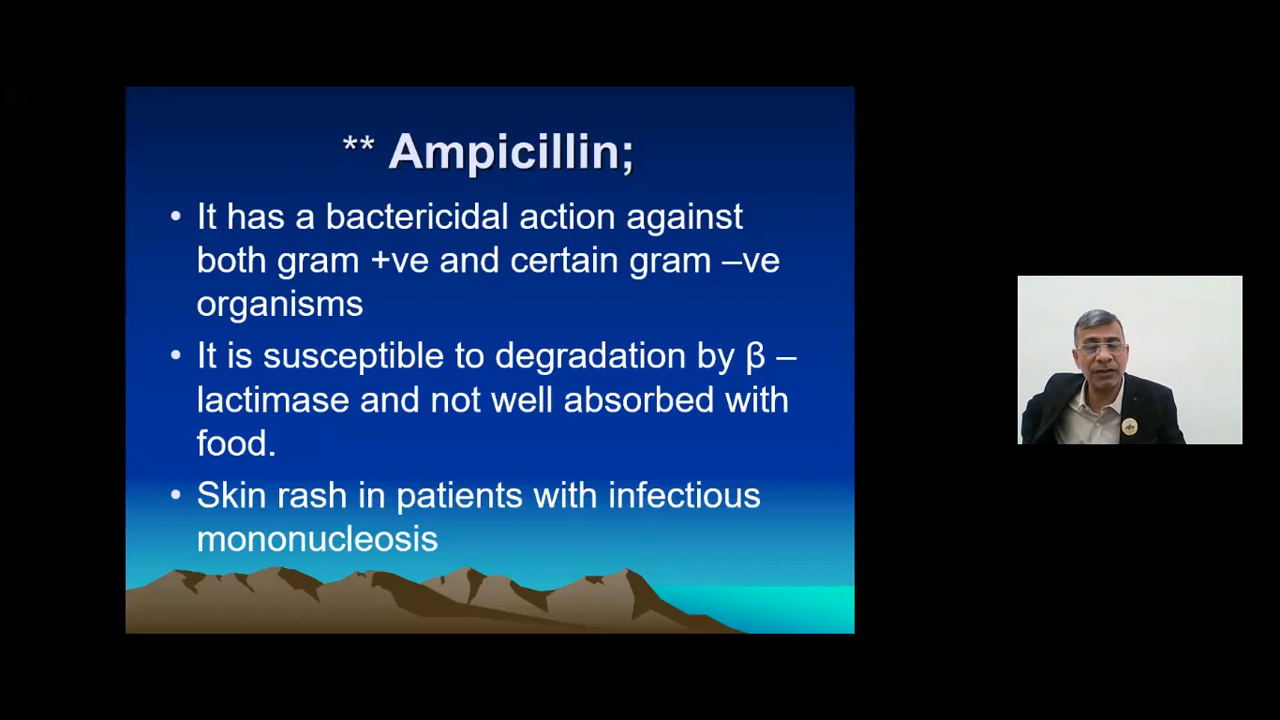 ** Ampicillin;
• It has a bactericidal action against
both gram +ve and certain gram –ve
organisms
• It is susceptible to degradation by β –
lactimase and not well absorbed with
food.
• Skin rash in patients with infectious
mononucleosis